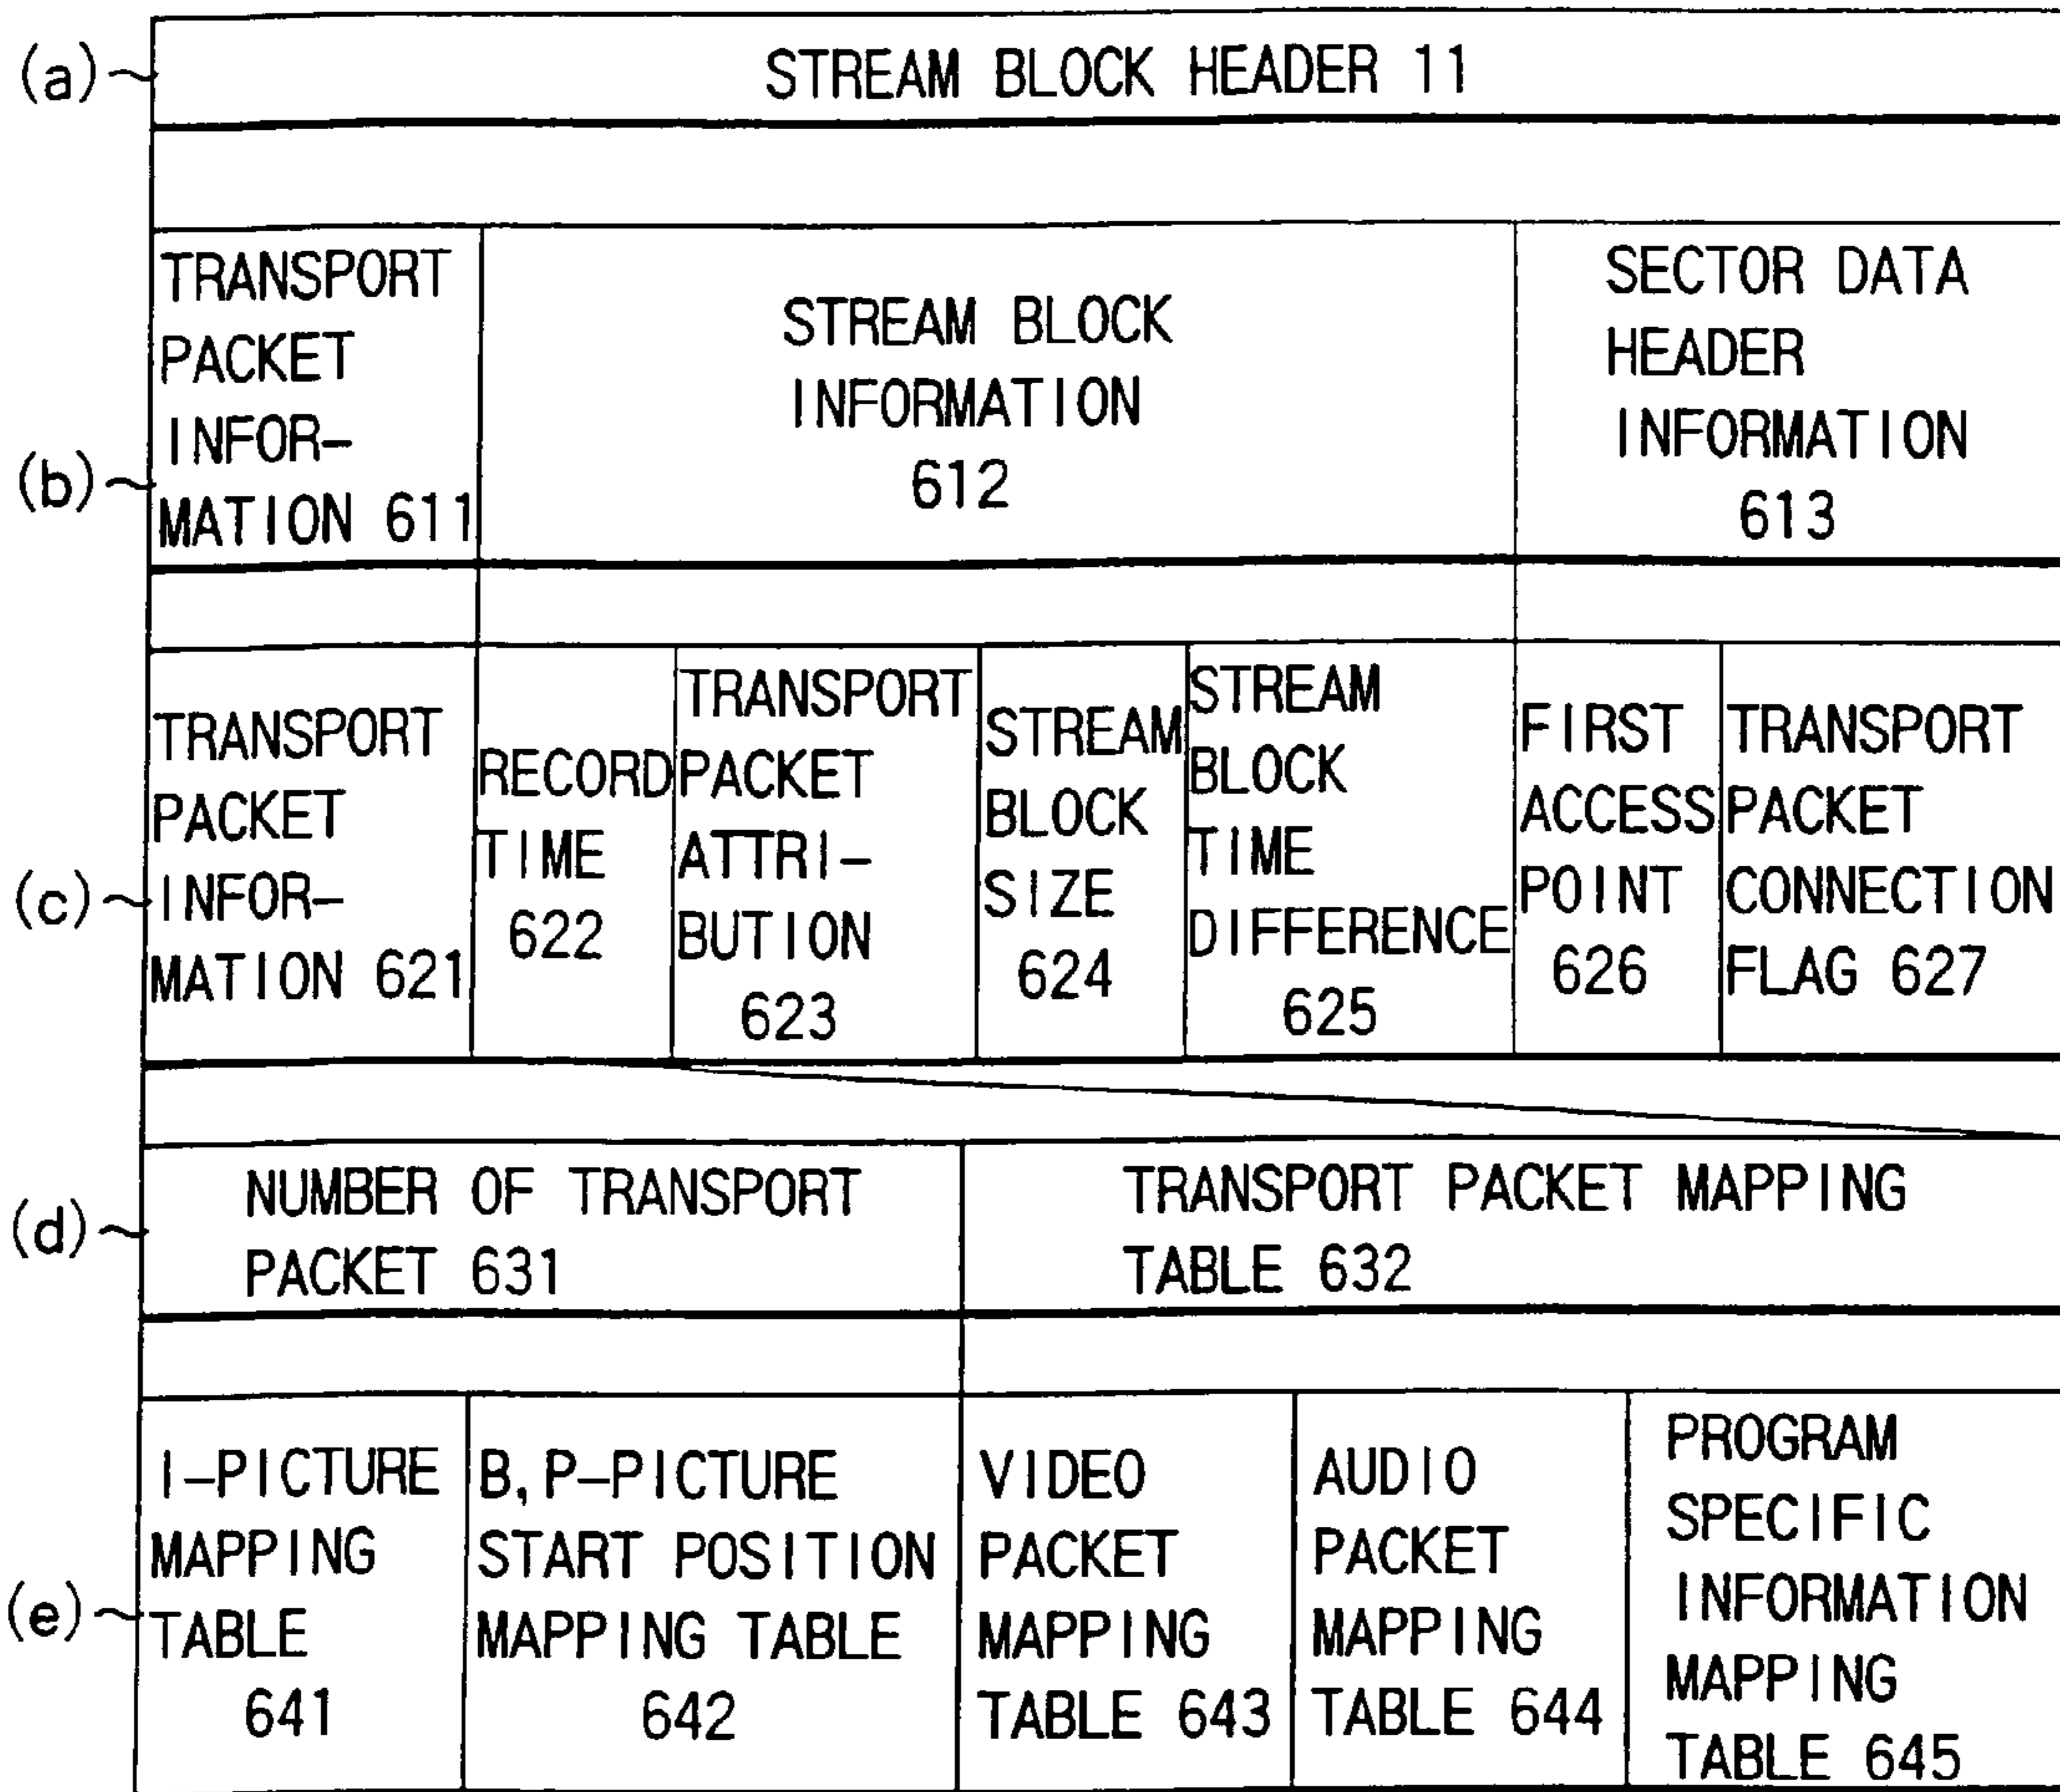 (a)
STREAM BLOCK HEADER 11
(b)
TRANSPORT
PACKET
INFOR-
MATION 611
STREAM BLOCK
INFORMATION
612
SECTOR DATA
HEADER
INFORMATION
613
(c)
TRANSPORT
PACKET
INFOR-
MATION 621
RECORD
TIME
622
TRANSPORT
PACKET
ATTRI-
BUTION
623
STREAM
BLOCK
SIZE
624
STREAM
BLOCK
TIME
DIFFERENCE
625
FIRST
ACCESS
POINT
626
TRANSPORT
PACKET
CONNECTION
FLAG 627
(d)
NUMBER OF TRANSPORT
PACKET 631
TRANSPORT PACKET MAPPING
TABLE 632
(e)
I-PICTURE
MAPPING
TABLE
641
B, P-PICTURE
START POSITION
MAPPING TABLE
642
VIDEO
PACKET
MAPPING
TABLE 643
AUDIO
PACKET
MAPPING
TABLE 644
PROGRAM
SPECIFIC
INFORMATION
MAPPING
TABLE 645